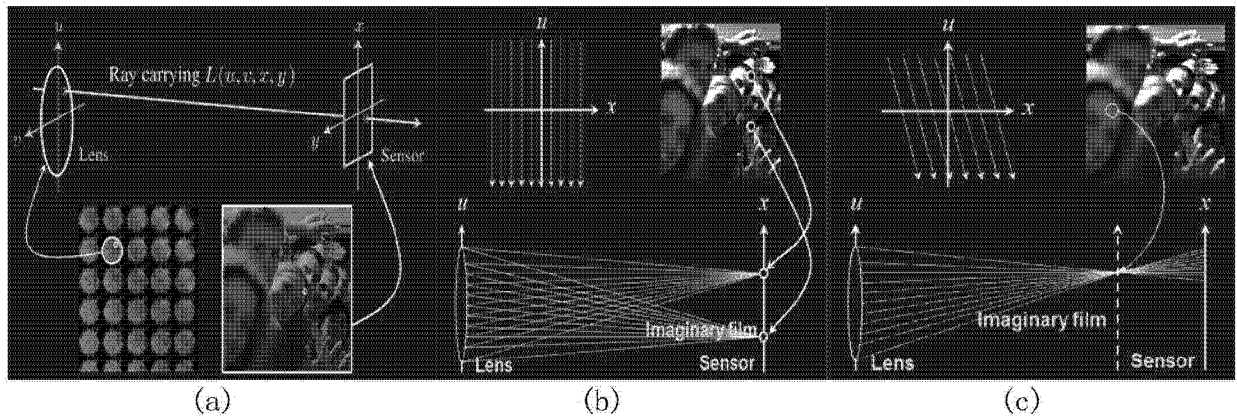 u
x
Ray carrying L(u, v, x, y)
v
y
Lens
Sensor
u
x
u
x
Imaginary film
Lens
Sensor
u
x
u
x
Imaginary film
Lens
Sensor
(a)
(b)
(c)